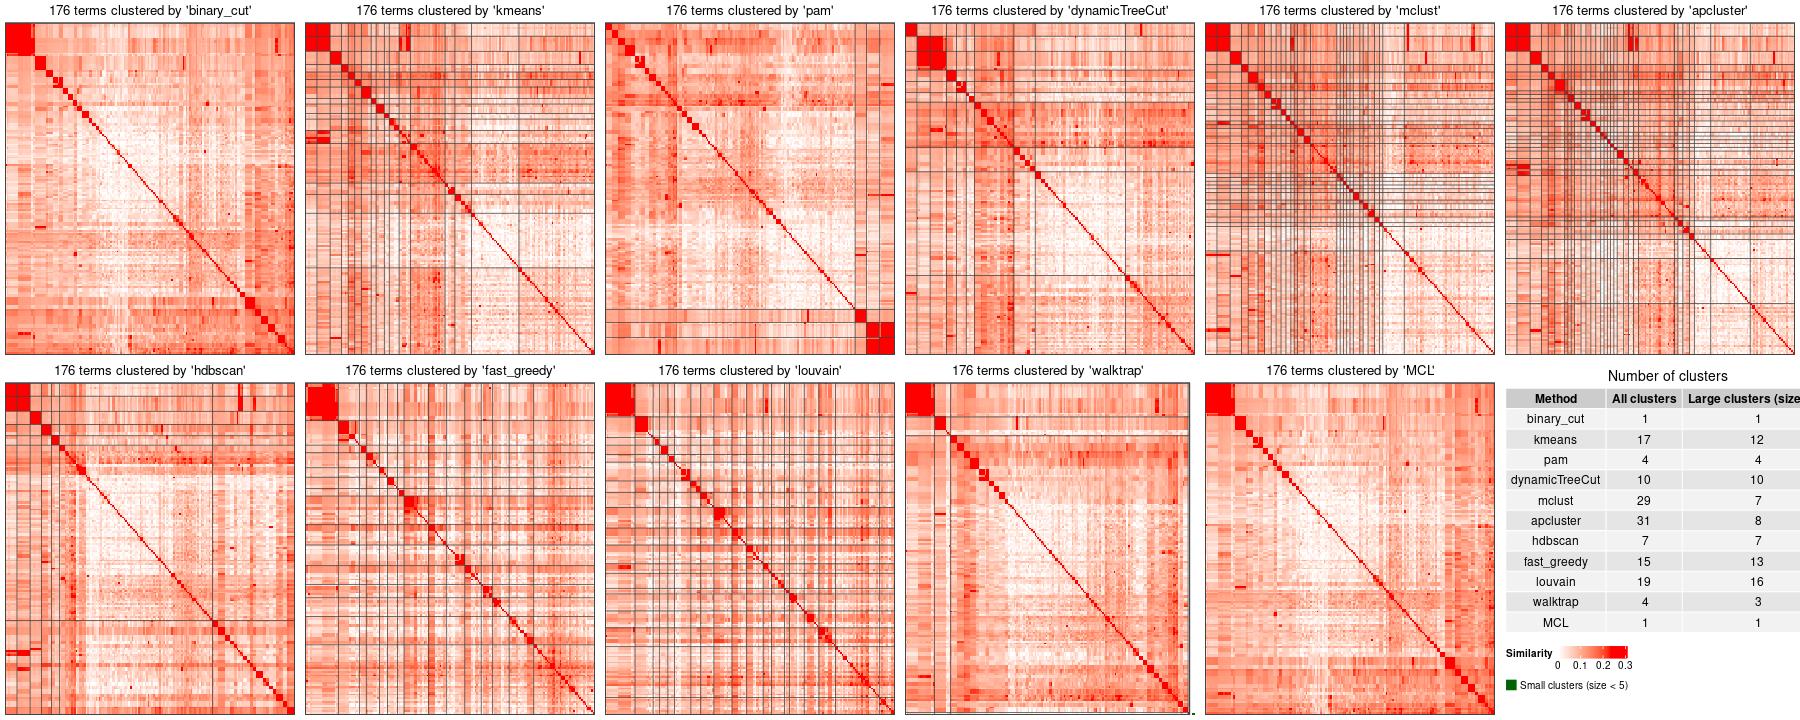 176 terms clustered by 'binary_cut'
176 terms clustered by 'kmeans'
176 terms clustered by 'pam'
176 terms clustered by 'dynamicTreeCut'
176 terms clustered by 'mclust'
176 terms clustered by 'apcluster'
176 terms clustered by 'hdbscan'
176 terms clustered by 'fast_greedy'
176 terms clustered by 'louvain'
176 terms clustered by 'walktrap'
176 terms clustered by 'MCL'
Number of clusters
Method All clusters Large clusters (size
binary_cut 1 1
kmeans 17 12
pam 4 4
dynamicTreeCut 10 10
mclust 29 7
apcluster 31 8
hdbscan 7 7
fast_greedy 15 13
louvain 19 16
walktrap 4 3
MCL 1 1
Similarity
0 0.1 0.2 0.3
Small clusters (size < 5)